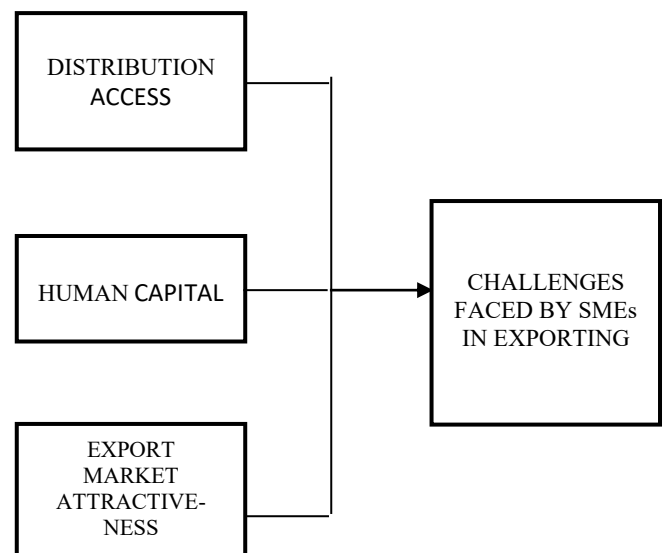 DISTRIBUTION
ACCESS
HUMAN CAPITAL
CHALLENGES
FACED BY SMEs
IN EXPORTING
EXPORT
MARKET
ATTRACTIVE-
NESS